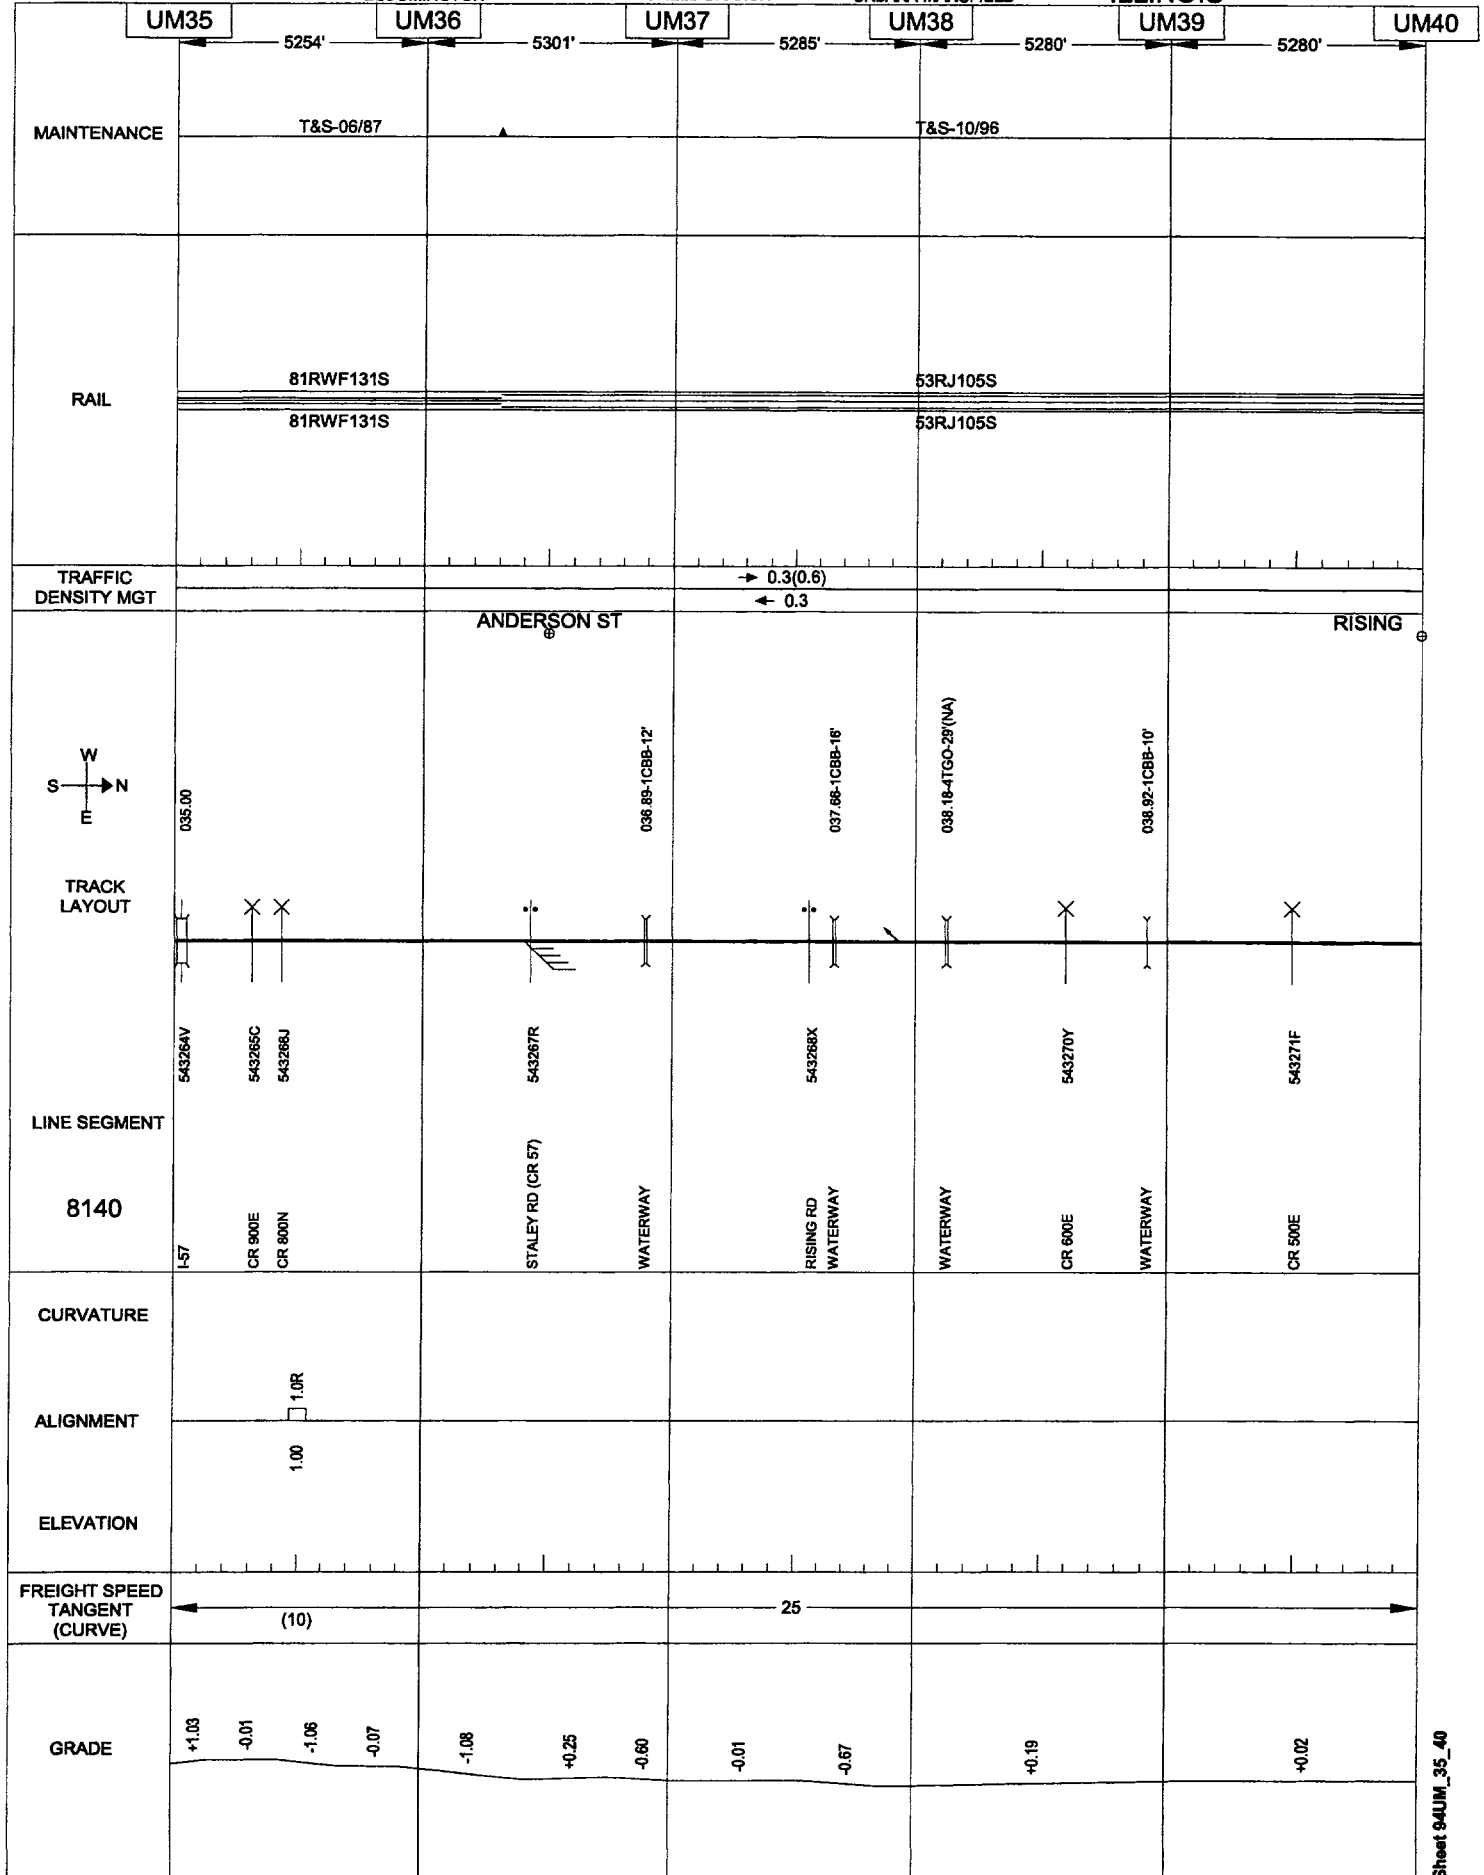 ILLINOIS
UM35 UM36 UM37 UM38 UM39 UM40
5254' 5301' 5285' 5280' 5280'
MAINTENANCE
T&S-06/87
T&S-10/96
RAIL
81RWF131S
81RWF131S
53RJ105S
53RJ105S
TRAFFIC
DENSITY MGT
0.3(0.6)
0.3
ANDERSON ST
RISING
W
S N
E
035.00
036.89-1CBB-12'
037.66-1CBB-16'
038.18-4TGO-29'(NA)
038.92-1CBB-10'
TRACK
LAYOUT
543264V
543265C
543266J
543267R
543268X
543270Y
543271F
LINE SEGMENT
8140
I-57
CR 900E
CR 800N
STALEY RD (CR 57)
WATERWAY
RISING RD
WATERWAY
WATERWAY
CR 600E
WATERWAY
CR 500E
CURVATURE
ALIGNMENT
1.0R
1.00
ELEVATION
FREIGHT SPEED
TANGENT
(CURVE)
(10)
25
GRADE
+1.03
-0.01
-1.06
-0.07
-1.08
+0.25
-0.60
-0.01
-0.67
+0.19
+0.02
Sheet 94UM_35_40